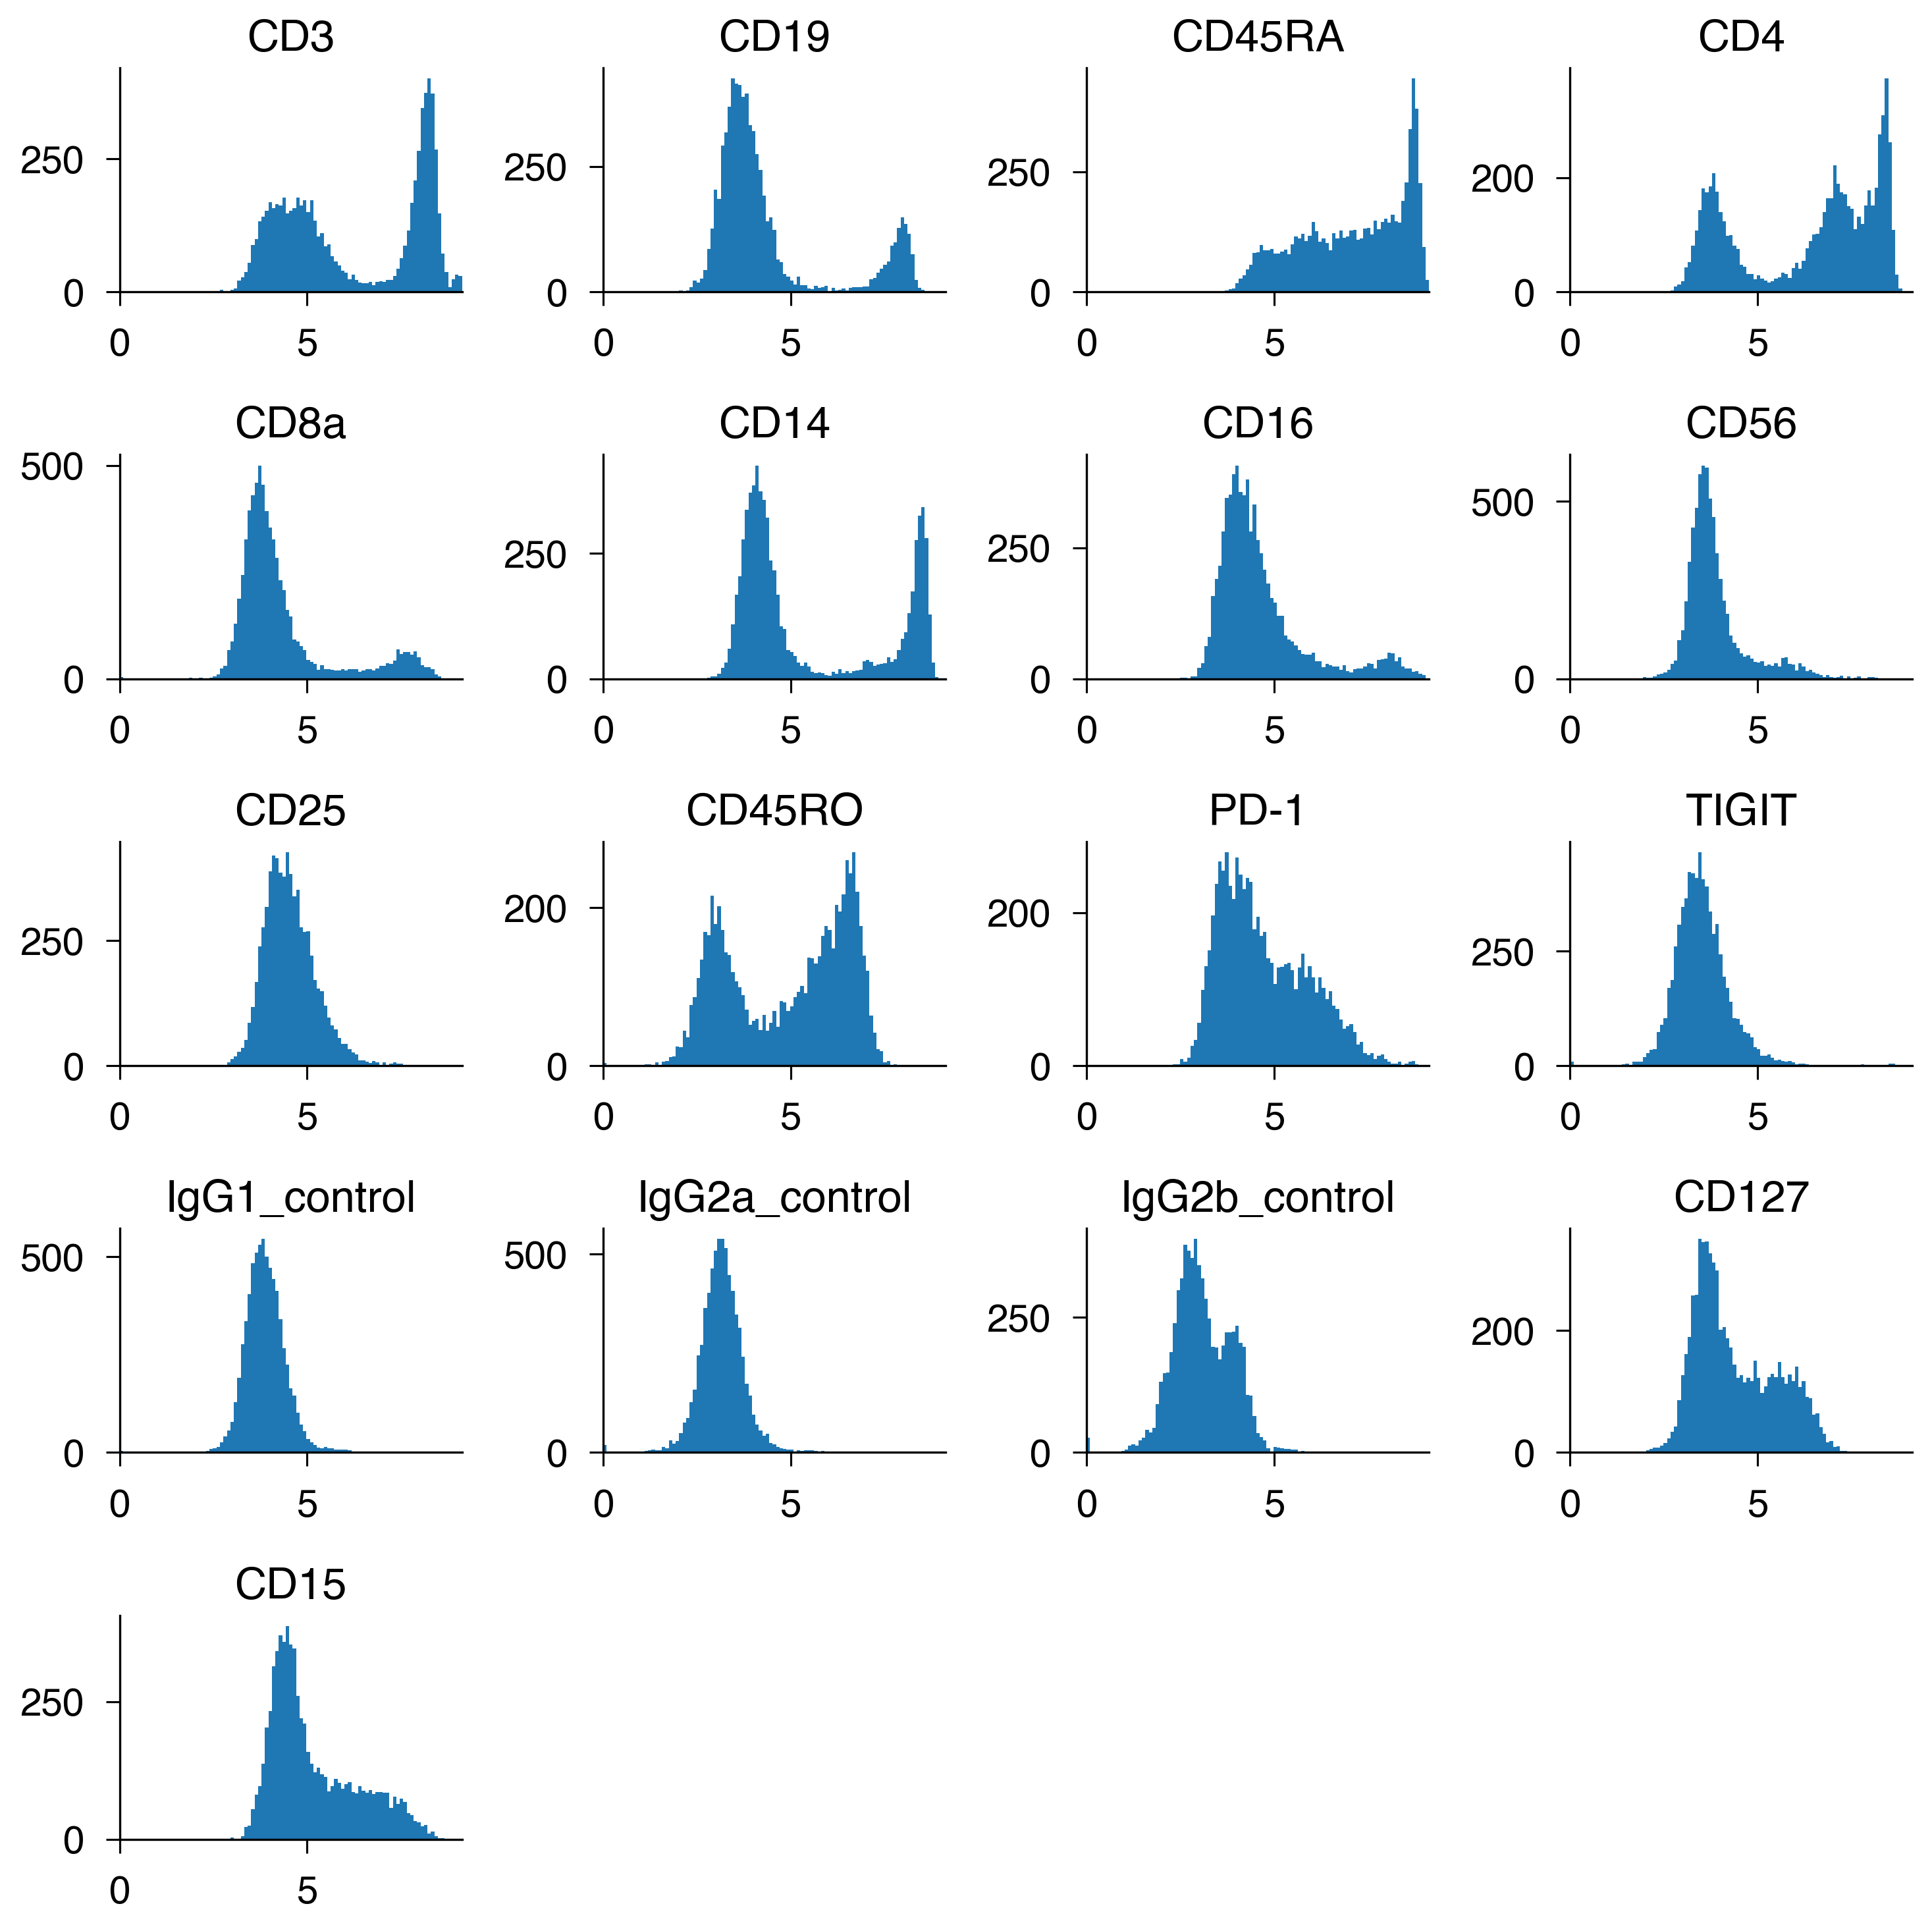 CD3 CD19 CD45RA CD4
250 250 250 200
0 0 0 0
0 5 0 5 0 5 0 5
CD8a CD14 CD16 CD56
500 250 250 500
0 0 0 0
0 5 0 5 0 5 0 5
CD25 CD45RO PD-1 TIGIT
250 200 200 250
0 0 0 0
0 5 0 5 0 5 0 5
IgG1_control IgG2a_control IgG2b_control CD127
500 500 250 200
0 0 0 0
0 5 0 5 0 5 0 5
CD15
250
0
0 5